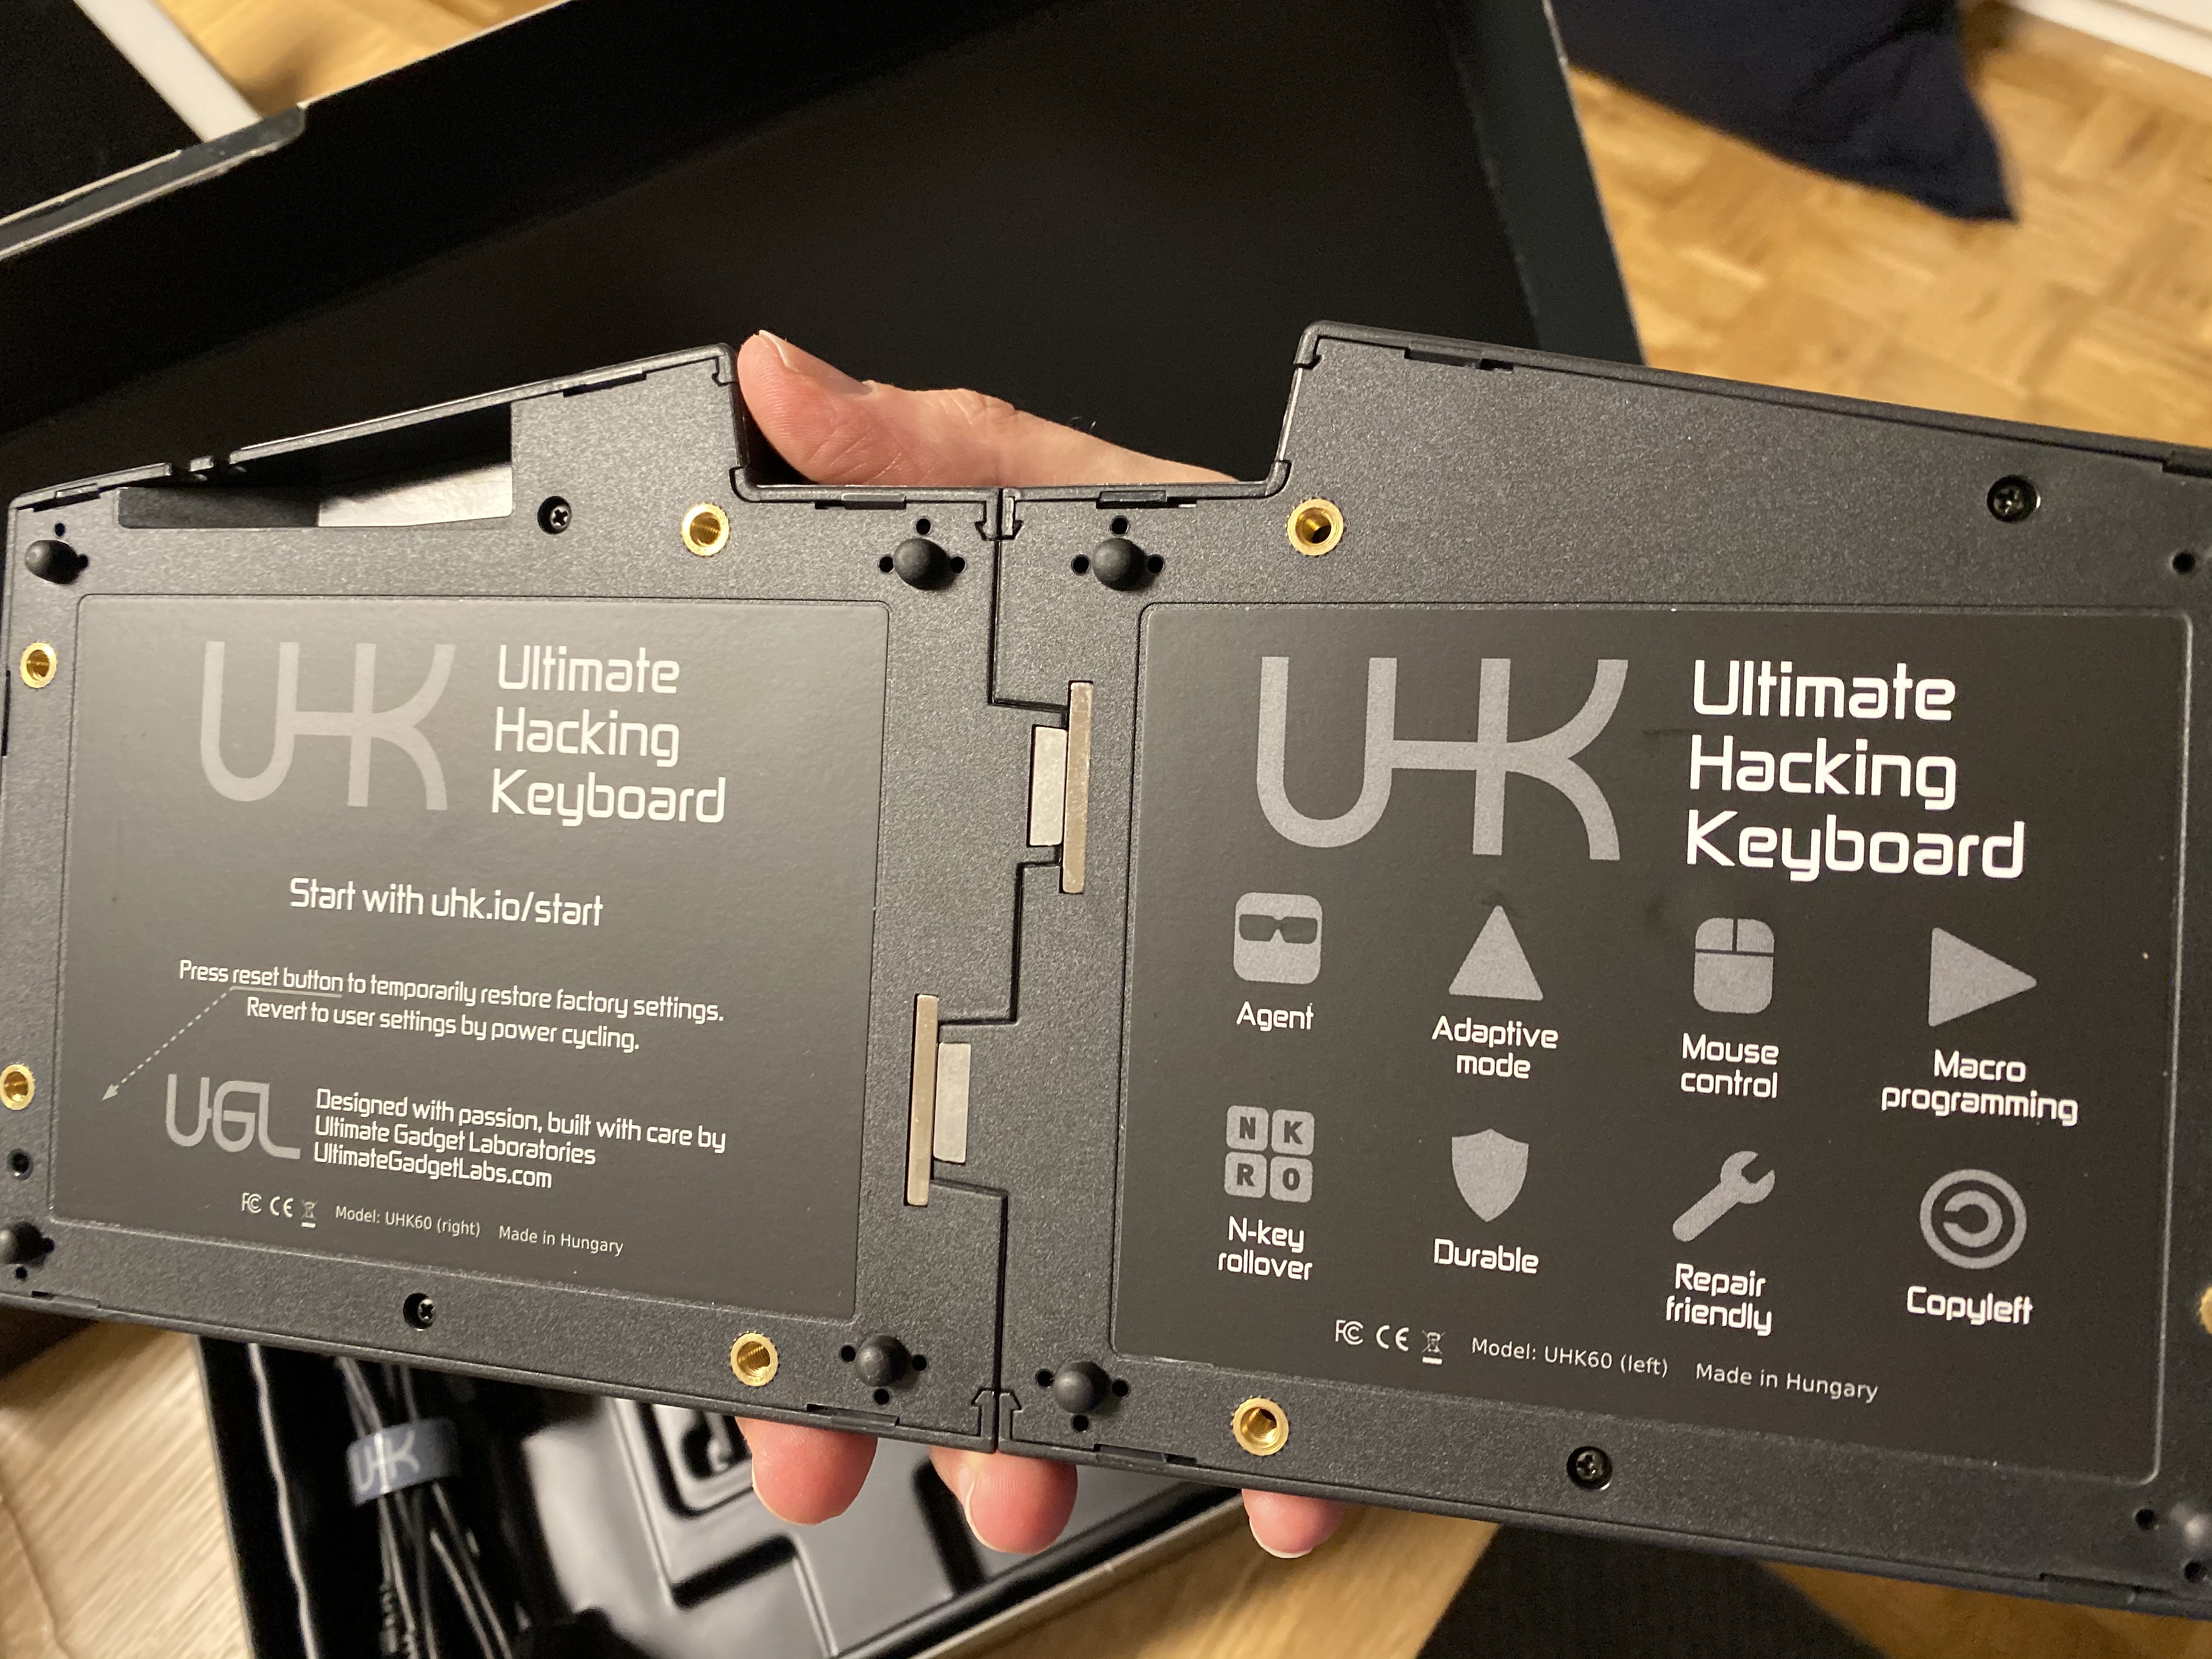 UHK
Ultimate
Hacking
Keyboard
Start with uhk.io/start
Press reset button to temporarily restore factory settings.
Revert to user settings by power cycling.
UGL
Designed with passion, built with care by
Ultimate Gadget Laboratories
UltimateGadgetLabs.com
FC CE Model: UHK60 (right) Made in Hungary
UHK
Ultimate
Hacking
Keyboard
Agent
Adaptive
mode
Mouse
control
Macro
programming
N K
R O
N-key
rollover
Durable
Repair
friendly
Copyleft
FC CE Model: UHK60 (left) Made in Hungary
UHK